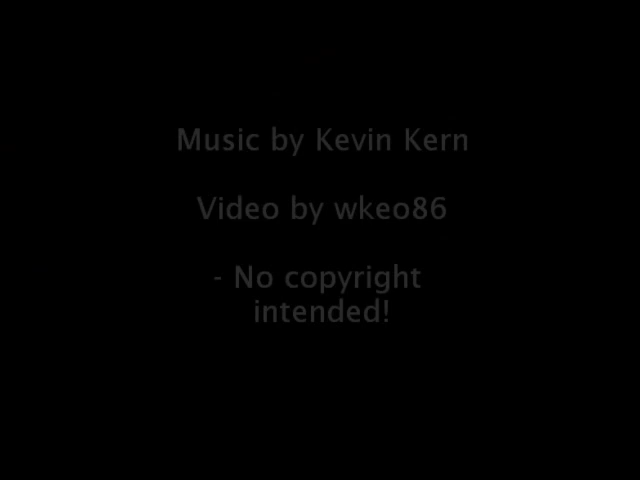 Music by Kevin Kern
Video by wkeo86
- No copyright
intended!